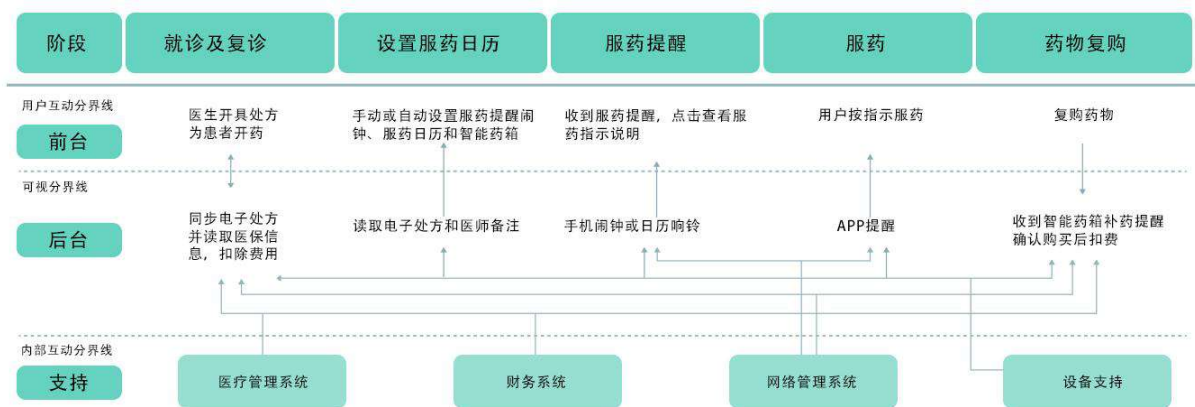 阶段
就诊及复诊
设置服药日历
服药提醒
服药
药物复购
用户互动分界线
前台
医生开具处方
为患者开药
手动或自动设置服药提醒闹
钟、服药日历和智能药箱
收到服药提醒，点击查看服
药指示说明
用户按指示服药
复购药物
可视分界线
后台
同步电子处方
并读取医保信
息，扣除费用
读取电子处方和医师备注
手机闹钟或日历响铃
APP提醒
收到智能药箱补药提醒
确认购买后扣费
内部互动分界线
支持
医疗管理系统
财务系统
网络管理系统
设备支持